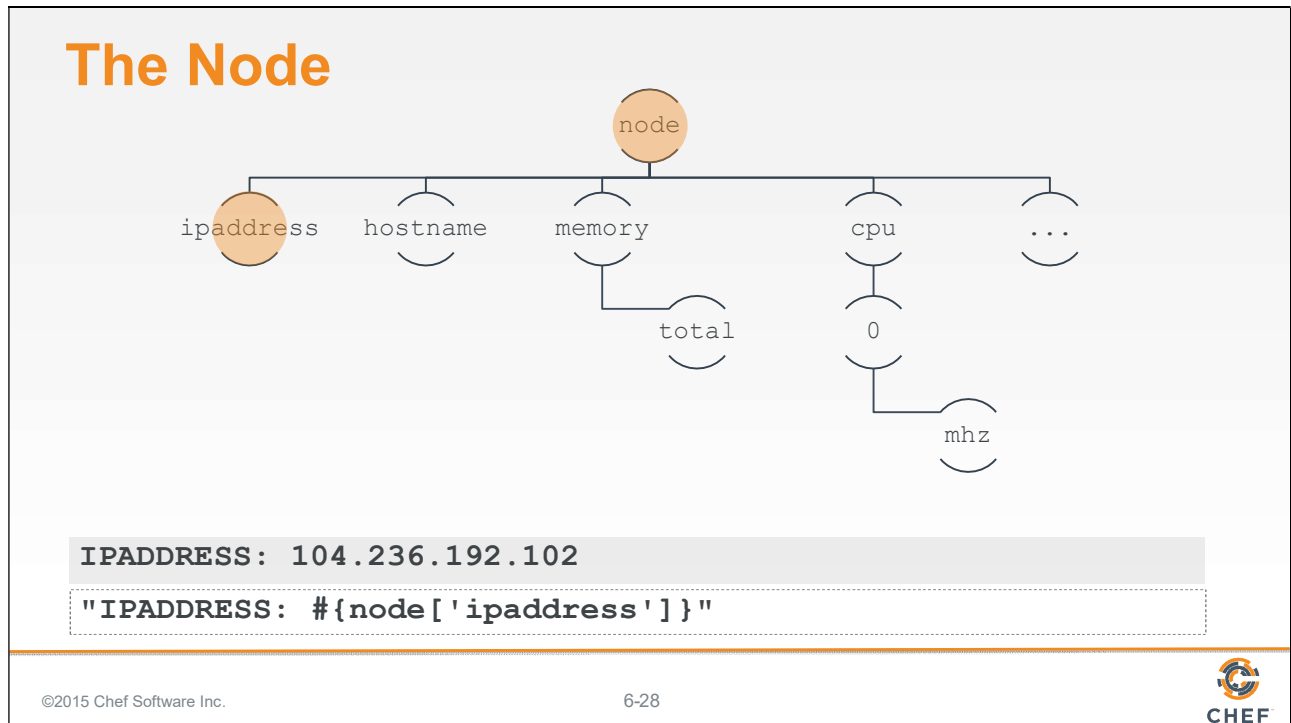 The Node
node
ipaddress hostname memory cpu ...
total 0
mhz
IPADDRESS: 104.236.192.102
"IPADDRESS: #{node['ipaddress']}"
©2015 Chef Software Inc. 6-28
CHEF